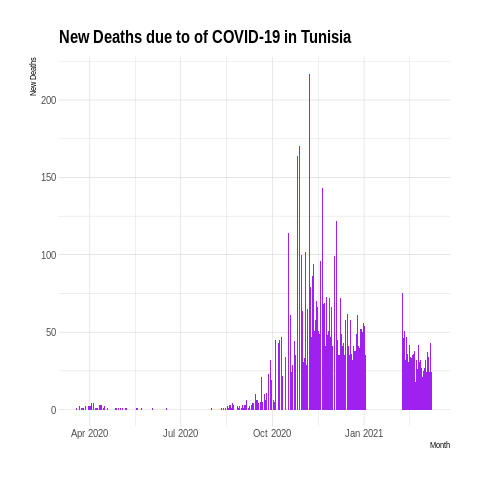 New Deaths due to of COVID-19 in Tunisia
New Deaths
200
150
100
50
0
Apr 2020 Jul 2020 Oct 2020 Jan 2021
Month